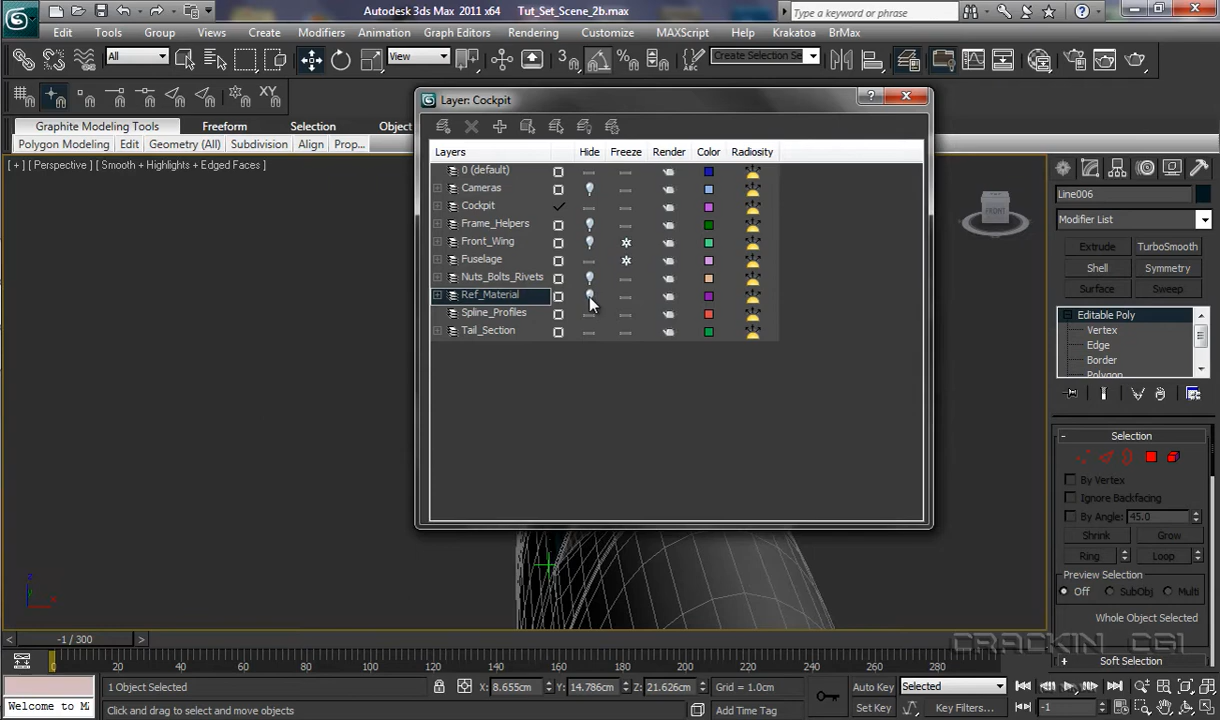 Autodesk 3ds Max 2011 x64 Tut_Set_Scene_2b.max
Type a keyword or phrase
Edit Tools Group Views Create Modifiers Animation Graph Editors Rendering Customize MAXScript Help Krakatoa BrMax
All View 3 Create Selection Se
XY
Graphite Modeling Tools Freeform Object
Polygon Modeling Edit Geometry (All) Subdivision Align Prop...
[ + ] [ Perspective ] [ Smooth + Highlights + Edged Faces ]
Layer: Cockpit
Layers Hide Freeze Render Color Radiosity
0 (default)
Cameras
Cockpit
Frame_Helpers
Front_Wing
Fuselage
Nuts_Bolts_Rivets
Ref_Material
Spline_Profiles
Tail_Section
FRONT
Line006
Modifier List
Extrude TurboSmooth
Shell Symmetry
Surface Sweep
Editable Poly
Vertex
Edge
Border
Polygon
Selection
By Vertex
Ignore Backfacing
By Angle: 45.0
Shrink Grow
Ring Loop
Preview Selection
Off SubObj Multi
Whole Object Selected
Soft Selection
CRACKIN CGI
z
y
x
< -1 / 300 >
0 20 40 60 80 100 120 140 160 180 200 220 240 260 280
1 Object Selected X: 8.655cm Y: 14.786cm Z: 21.626cm Grid = 1.0cm Auto Key Selected
Welcome to M Click and drag to select and move objects Add Time Tag Set Key Key Filters... -1